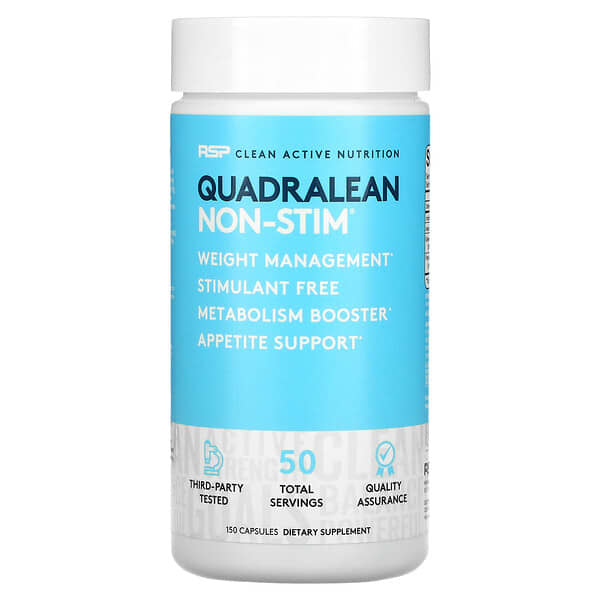 RSP CLEAN ACTIVE NUTRITION
QUADRALEAN
NON-STIM®
WEIGHT MANAGEMENT*
STIMULANT FREE
METABOLISM BOOSTER*
APPETITE SUPPORT*
THIRD-PARTY
TESTED
50
TOTAL
SERVINGS
QUALITY
ASSURANCE
150 CAPSULES DIETARY SUPPLEMENT